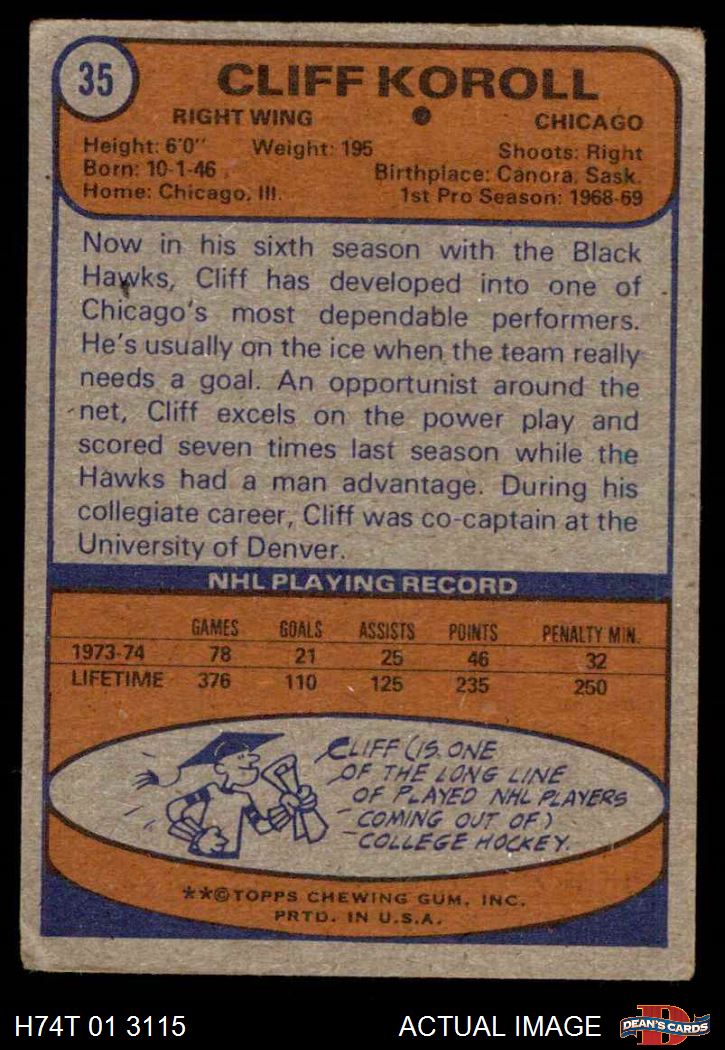 35
CLIFF KOROLL
RIGHT WING
CHICAGO
Height: 6'0" Weight: 195 Shoots: Right
Born: 10-1-46 Birthplace: Canora, Sask.
Home: Chicago, Ill. 1st Pro Season: 1968-69
Now in his sixth season with the Black
Hawks, Cliff has developed into one of
Chicago's most dependable performers.
He's usually on the ice when the team really
needs a goal. An opportunist around the
net, Cliff excels on the power play and
scored seven times last season while the
Hawks had a man advantage. During his
collegiate career, Cliff was co-captain at the
University of Denver.
NHL PLAYING RECORD
GAMES GOALS ASSISTS POINTS PENALTY MIN.
1973-74 78 21 25 46 32
LIFETIME 376 110 125 235 250
CLIFF (IS ONE
OF THE LONG LINE
OF PLAYED NHL PLAYERS
COMING OUT OF)
COLLEGE HOCKEY.
**©TOPPS CHEWING GUM, INC.
PRTD. IN U.S.A.
H74T 01 3115
ACTUAL IMAGE
D
DEAN'S CARDS